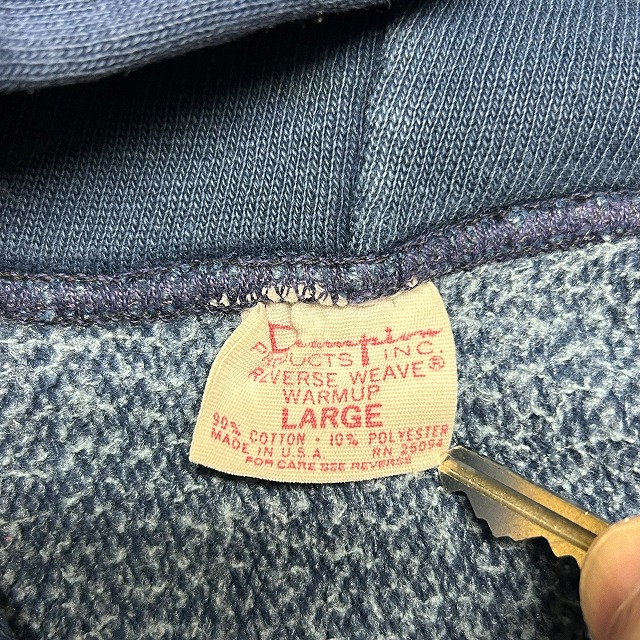 Champion
PRODUCTS INC.
REVERSE WEAVE®
WARMUP
LARGE
90% COTTON · 10% POLYESTER
MADE IN U.S.A. RN 26094
FOR CARE SEE REVERSE